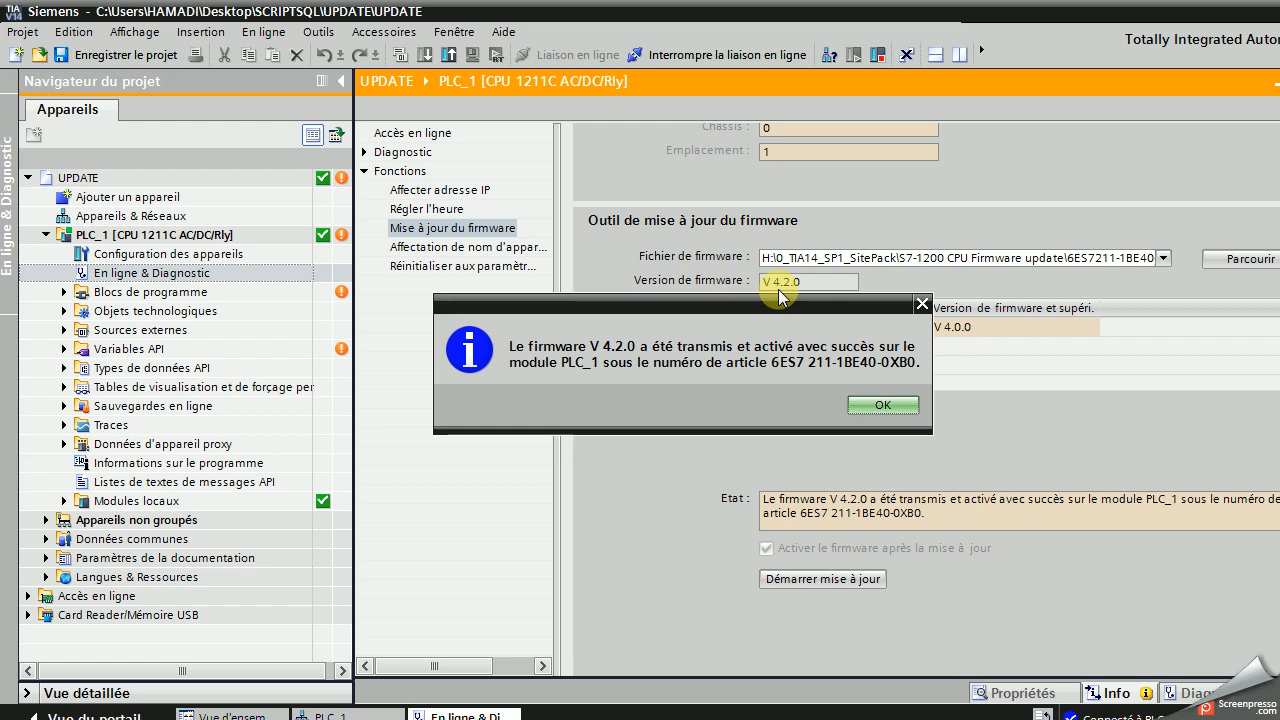 TIA
V14
Siemens - C:\Users\HAMADI\Desktop\SCRIPTSQL\UPDATE\UPDATE
Projet Edition Affichage Insertion En ligne Outils Accessoires Fenêtre Aide
Enregistrer le projet Liaison en ligne Interrompre la liaison en ligne
Totally Integrated Autor
Navigateur du projet
UPDATE PLC_1 [CPU 1211C AC/DC/Rly]
Appareils
En ligne & Diagnostic
UPDATE
Ajouter un appareil
Appareils & Réseaux
PLC_1 [CPU 1211C AC/DC/Rly]
Configuration des appareils
En ligne & Diagnostic
Blocs de programme
Objets technologiques
Sources externes
Variables API
Types de données API
Tables de visualisation et de forçage per
Sauvegardes en ligne
Traces
Données d'appareil proxy
Informations sur le programme
Listes de textes de messages API
Modules locaux
Appareils non groupés
Données communes
Paramètres de la documentation
Langues & Ressources
Accès en ligne
Card Reader/Mémoire USB
Vue détaillée
Accès en ligne
Diagnostic
Fonctions
Affecter adresse IP
Régler l'heure
Mise à jour du firmware
Affectation de nom d'appar...
Réinitialiser aux paramètr...
Châssis : 0
Emplacement : 1
Outil de mise à jour du firmware
Fichier de firmware : H:\0_TIA14_SP1_SitePack\S7-1200 CPU Firmware update\6ES7211-1BE40- Parcourir
Version de firmware : V 4.2.0
Version de firmware et supéri.
V 4.0.0
Le firmware V 4.2.0 a été transmis et activé avec succès sur le
module PLC_1 sous le numéro de article 6ES7 211-1BE40-0XB0.
OK
Etat : Le firmware V 4.2.0 a été transmis et activé avec succès sur le module PLC_1 sous le numéro de
article 6ES7 211-1BE40-0XB0.
Activer le firmware après la mise à jour
Démarrer mise à jour
Propriétés Info Diagn
Vue du portail Vue d'ensem... PLC_1 En ligne & Di...
Connecté à PLC
Screenpresso
.com